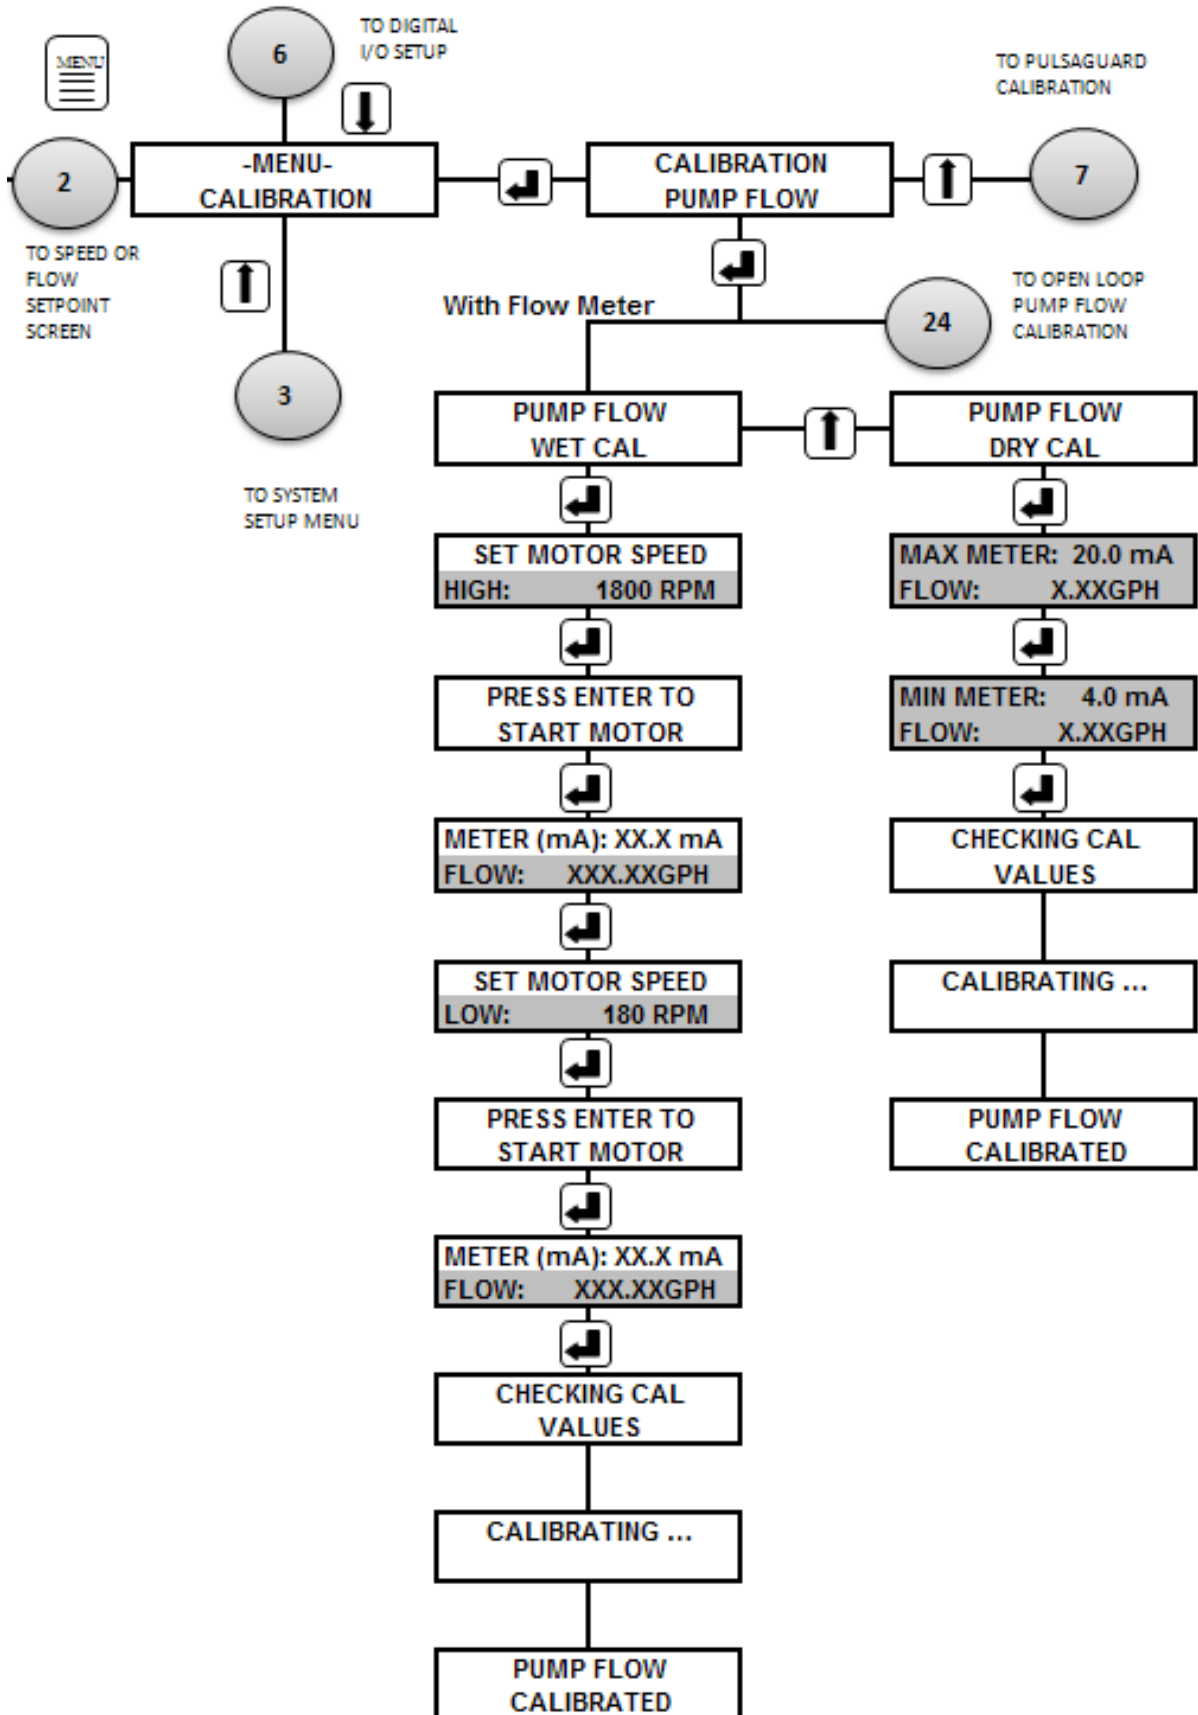 MENU
6
TO DIGITAL
I/O SETUP
TO PULSAGUARD
CALIBRATION
2
-MENU-
CALIBRATION
CALIBRATION
PUMP FLOW
7
TO SPEED OR
FLOW
SETPOINT
SCREEN
With Flow Meter
24
TO OPEN LOOP
PUMP FLOW
CALIBRATION
3
TO SYSTEM
SETUP MENU
PUMP FLOW
WET CAL
PUMP FLOW
DRY CAL
SET MOTOR SPEED
HIGH: 1800 RPM
MAX METER: 20.0 mA
FLOW: X.XXGPH
PRESS ENTER TO
START MOTOR
MIN METER: 4.0 mA
FLOW: X.XXGPH
METER (mA): XX.X mA
FLOW: XXX.XXGPH
CHECKING CAL
VALUES
SET MOTOR SPEED
LOW: 180 RPM
CALIBRATING ...
PRESS ENTER TO
START MOTOR
PUMP FLOW
CALIBRATED
METER (mA): XX.X mA
FLOW: XXX.XXGPH
CHECKING CAL
VALUES
CALIBRATING ...
PUMP FLOW
CALIBRATED